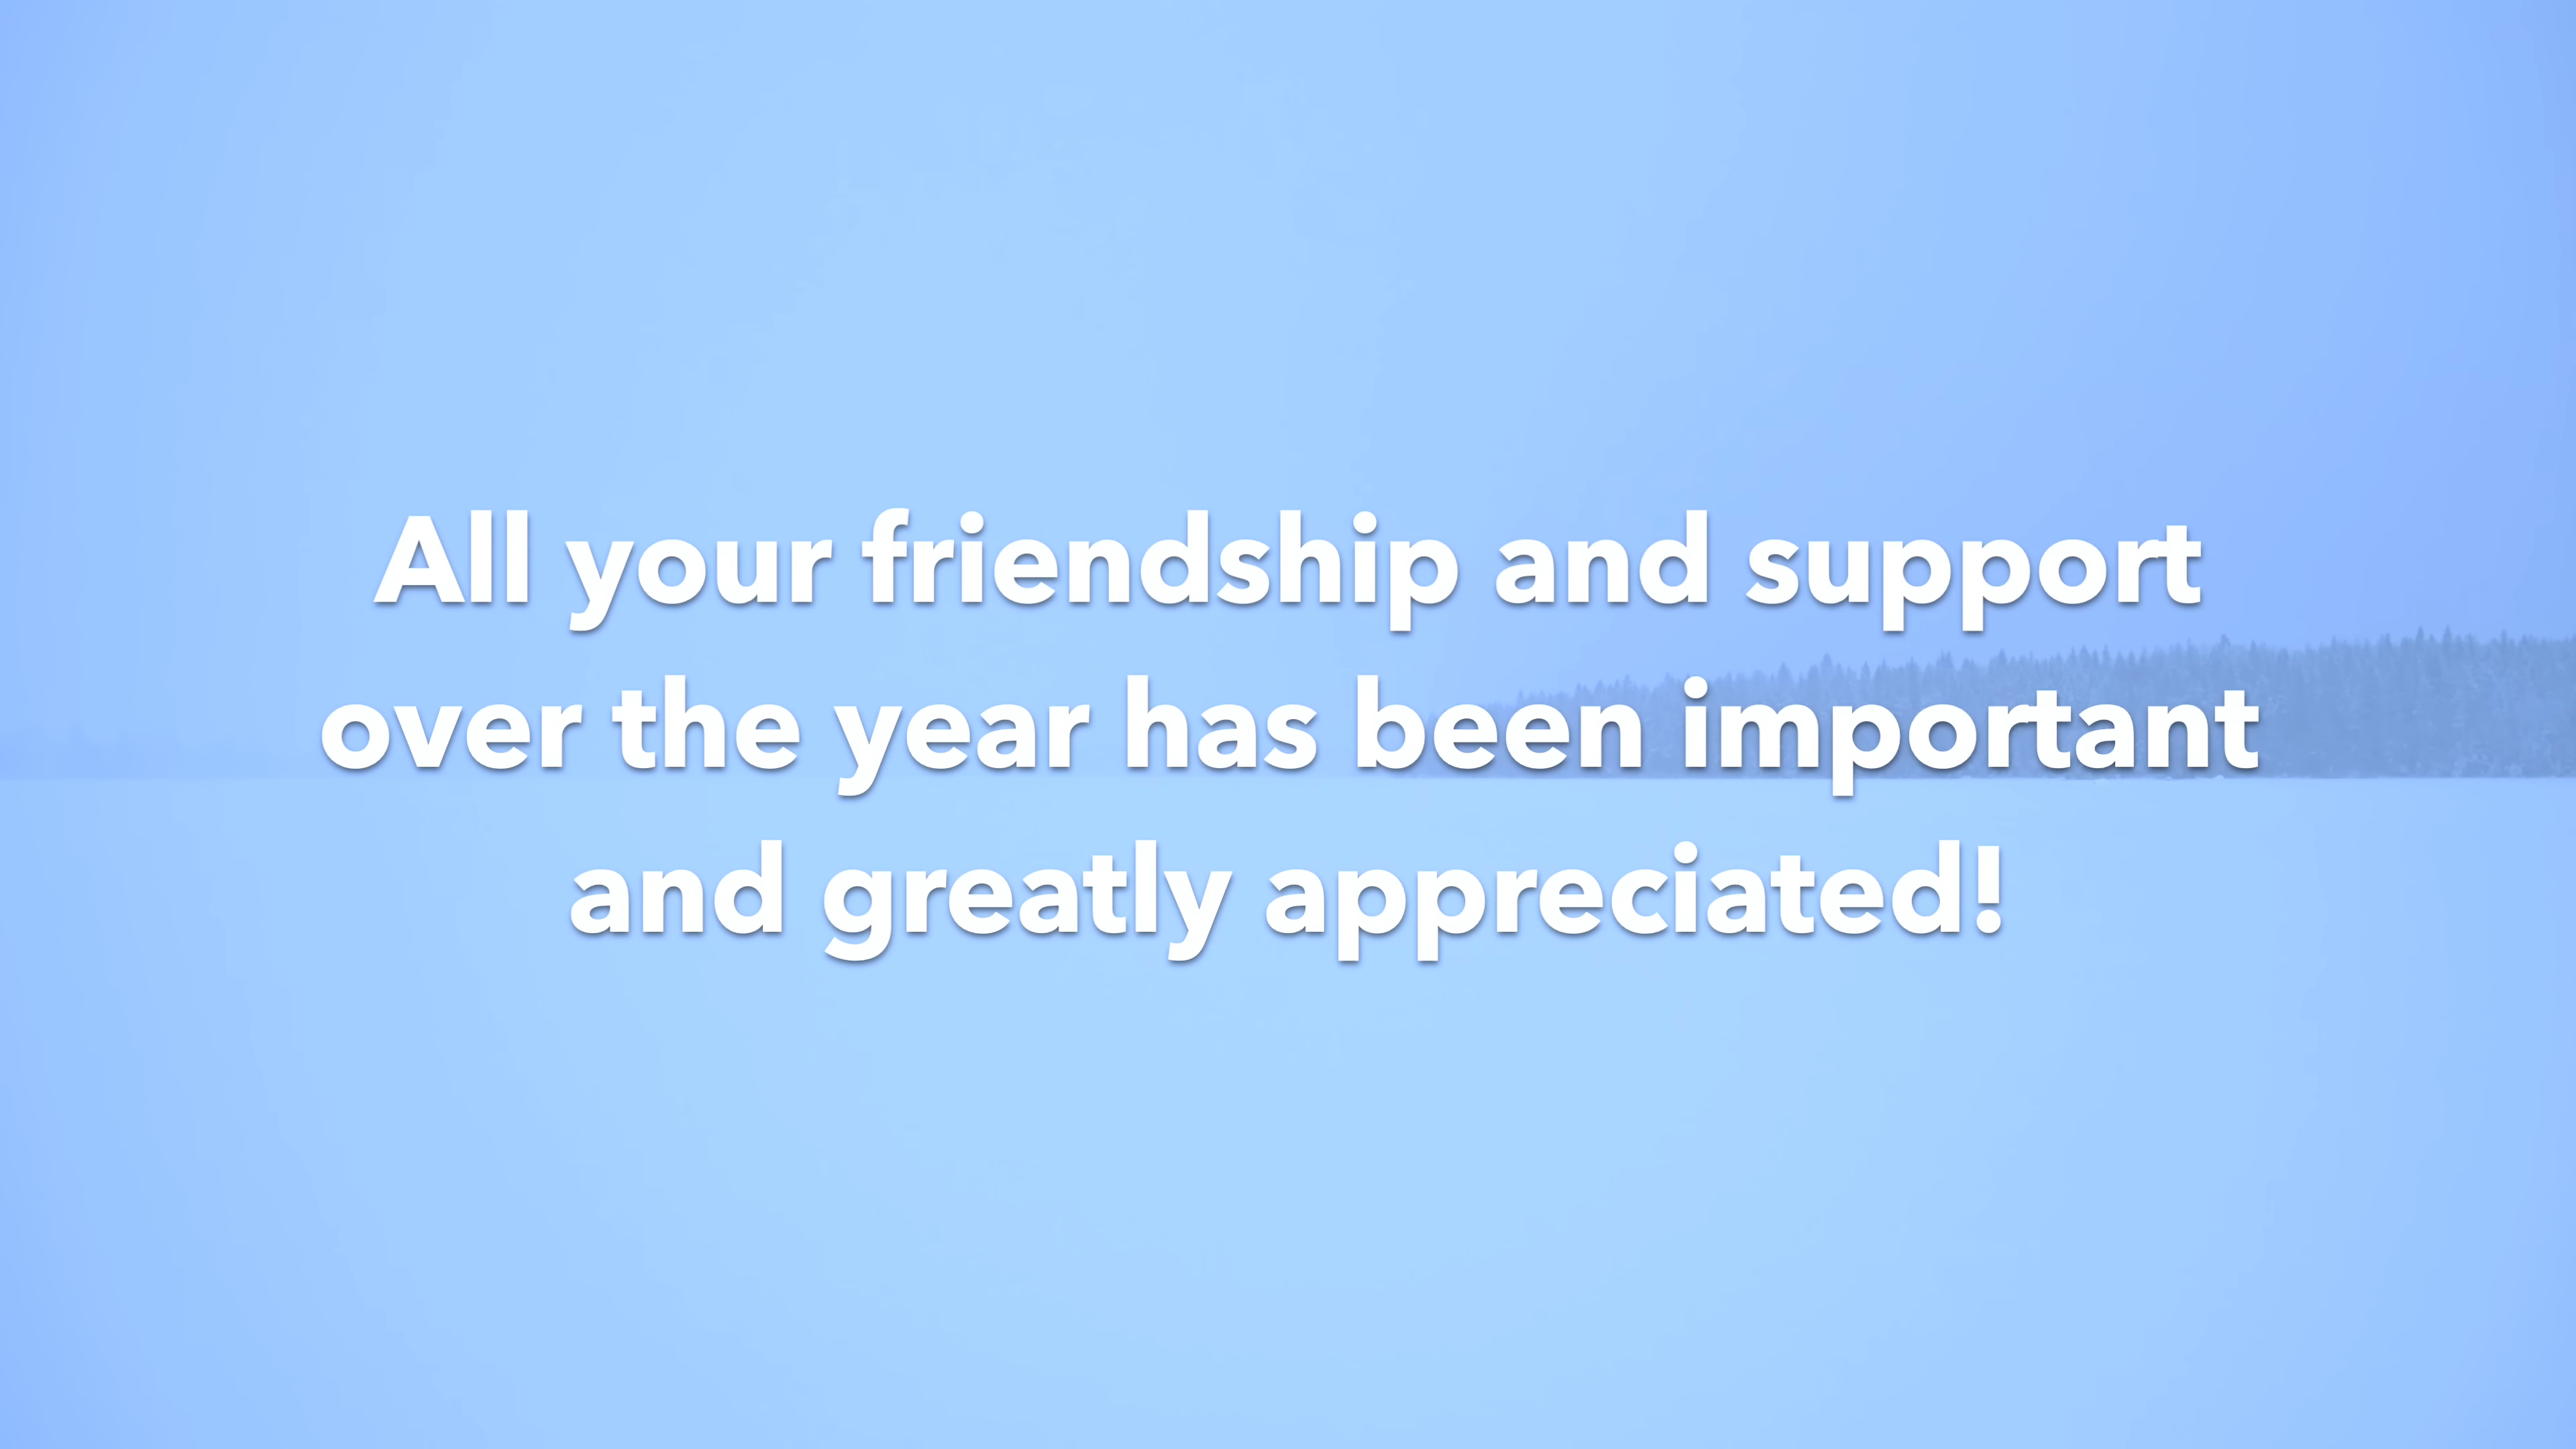 All your friendship and support
over the year has been important
and greatly appreciated!